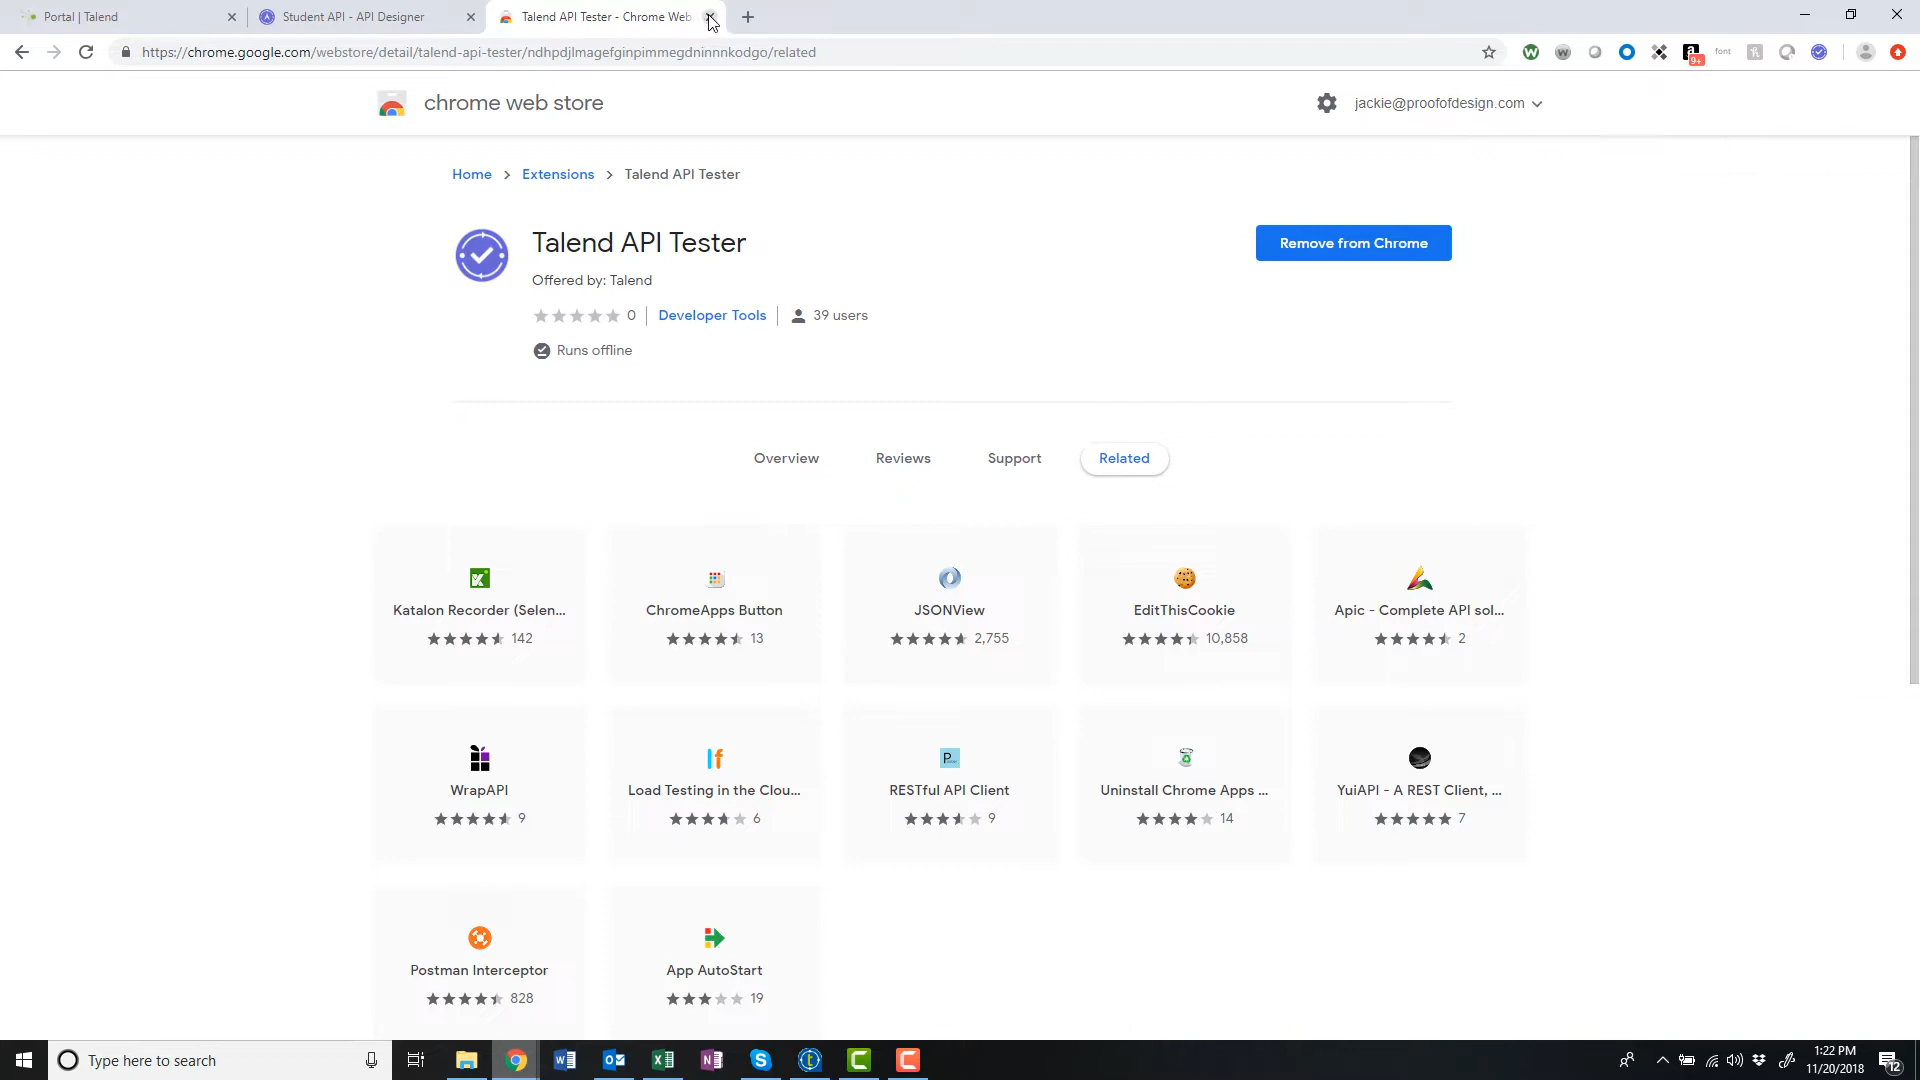 Portal | Talend
Student API - API Designer
Talend API Tester - Chrome Web
https://chrome.google.com/webstore/detail/talend-api-tester/ndhpdjlmagefginpimmegdninnnkodgo/related
font
9+
chrome web store
jackie@proofofdesign.com
Home > Extensions > Talend API Tester
Talend API Tester
Remove from Chrome
Offered by: Talend
0 | Developer Tools | 39 users
Runs offline
Overview Reviews Support Related
Katalon Recorder (Selen...
142
ChromeApps Button
13
JSONView
2,755
EditThisCookie
10,858
Apic - Complete API sol...
2
WrapAPI
9
Load Testing in the Clou...
6
RESTful API Client
9
Uninstall Chrome Apps ...
14
YuiAPI - A REST Client, ...
7
Postman Interceptor
828
App AutoStart
19
Type here to search
1:22 PM
11/20/2018
12